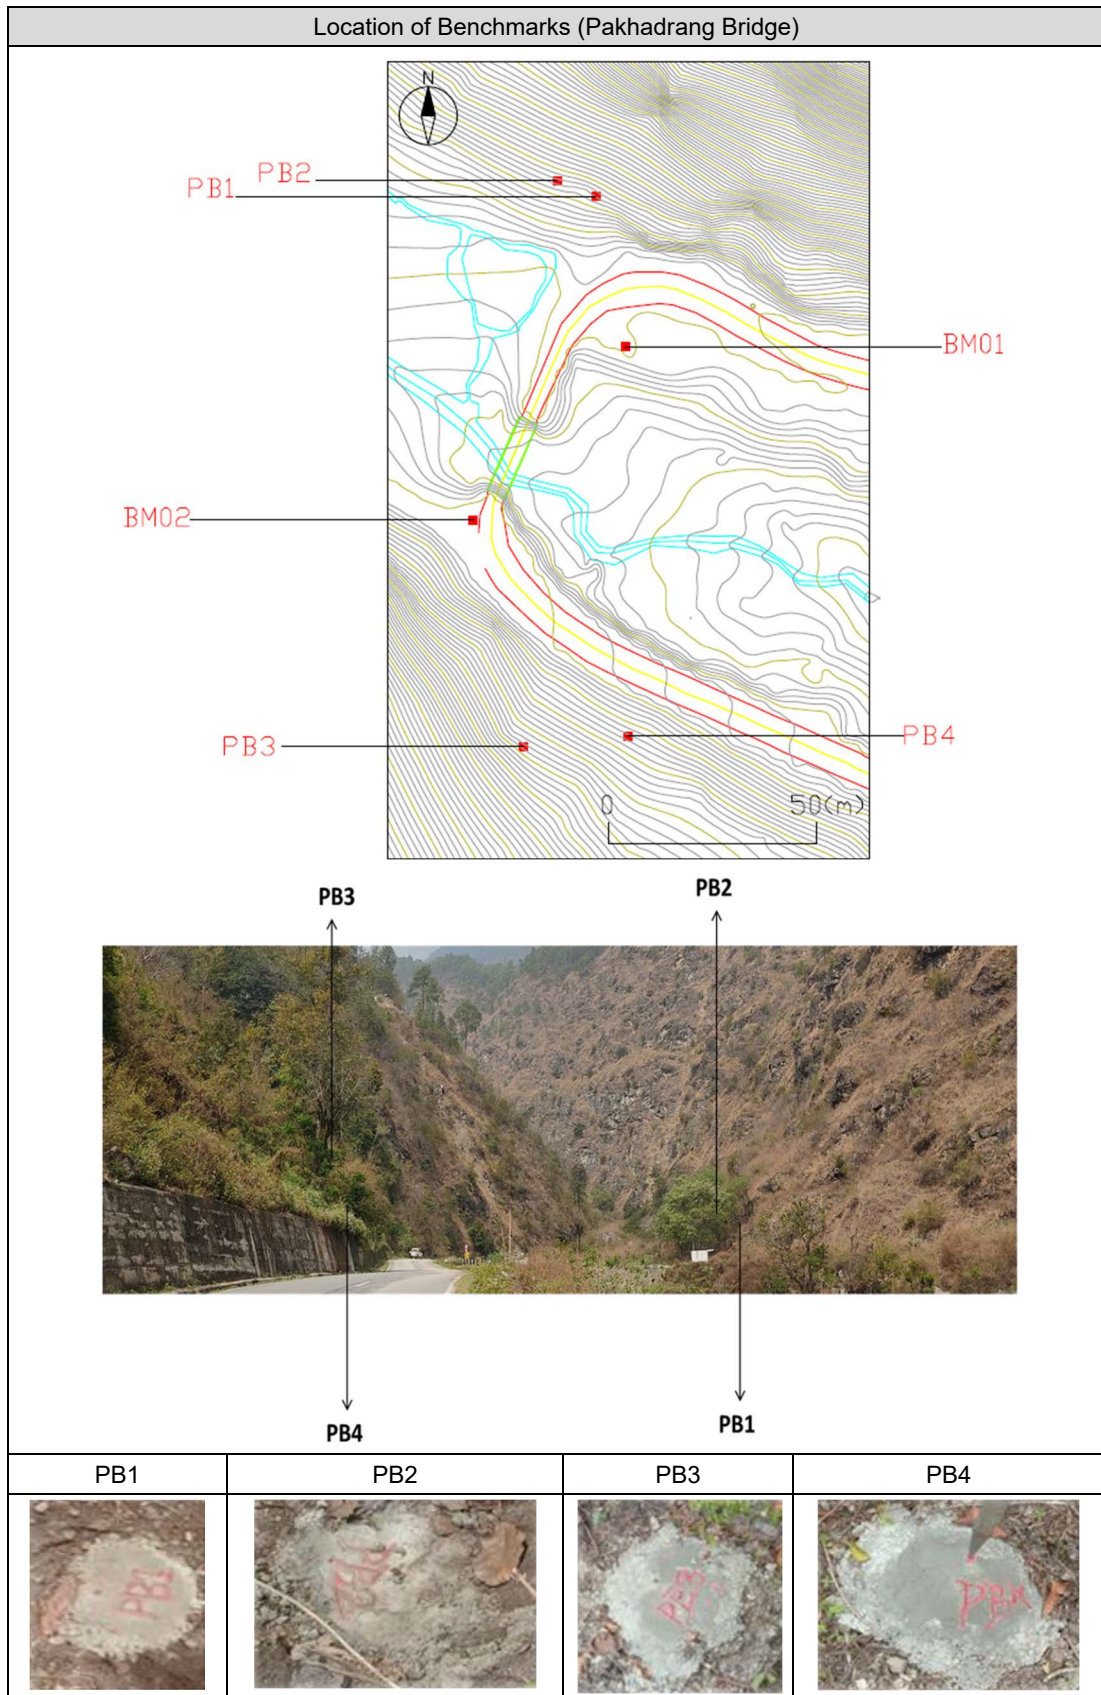 Location of Benchmarks (Pakhadrang Bridge)
N
PB2
PB1
BM01
BM02
PB3
PB4
0 50(m)
PB3 PB2
PB4 PB1
PB1 PB2 PB3 PB4
PB1 PB3